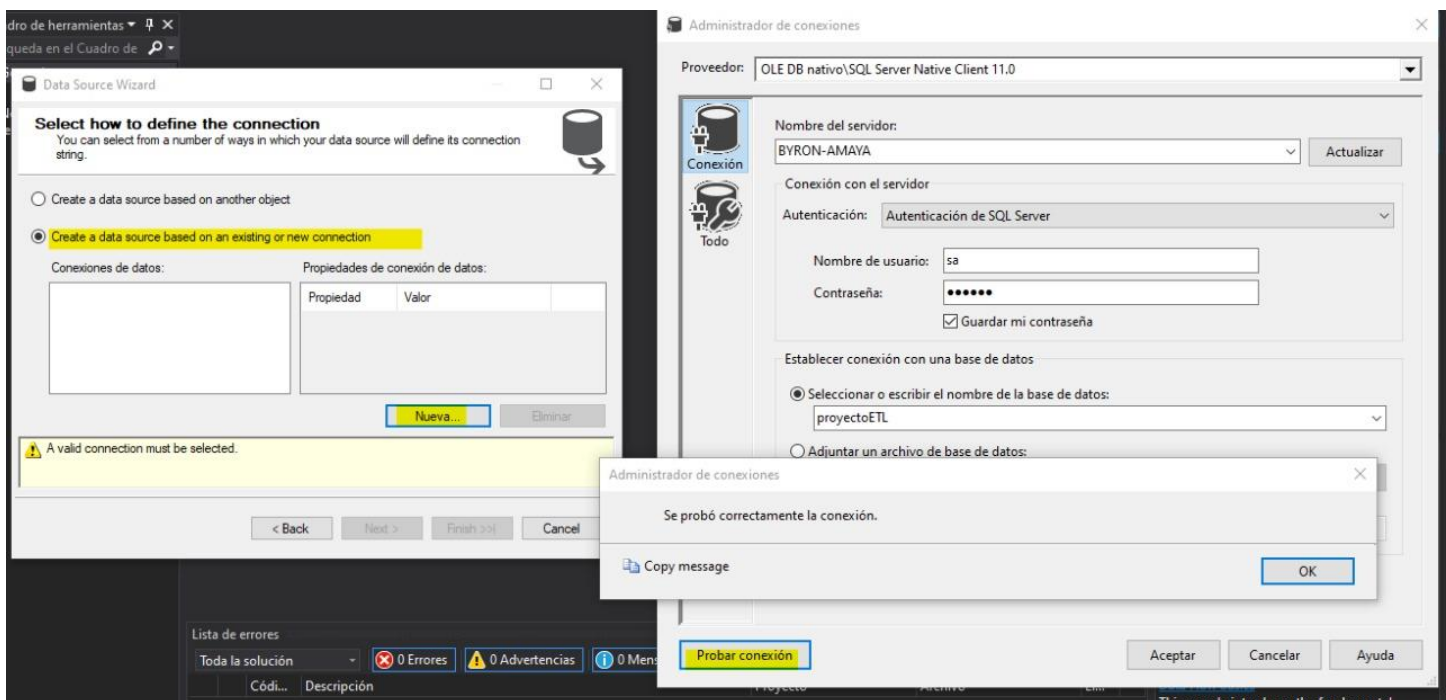 dro de herramientas
queda en el Cuadro de
Data Source Wizard
Select how to define the connection
You can select from a number of ways in which your data source will define its connection
string.
Create a data source based on another object
Create a data source based on an existing or new connection
Conexiones de datos:
Propiedades de conexión de datos:
Propiedad Valor
Nueva... Eliminar
A valid connection must be selected.
< Back Next > Finish >>| Cancel
Administrador de conexiones
Proveedor: OLE DB nativo\SQL Server Native Client 11.0
Conexión
Todo
Nombre del servidor:
BYRON-AMAYA Actualizar
Conexión con el servidor
Autenticación: Autenticación de SQL Server
Nombre de usuario: sa
Contraseña: ●●●●●●
Guardar mi contraseña
Establecer conexión con una base de datos
Seleccionar o escribir el nombre de la base de datos:
proyectoETL
Adjuntar un archivo de base de datos:
Administrador de conexiones
Se probó correctamente la conexión.
Copy message OK
Probar conexión Aceptar Cancelar Ayuda
Lista de errores
Toda la solución 0 Errores 0 Advertencias 0 Mens
Códi... Descripción